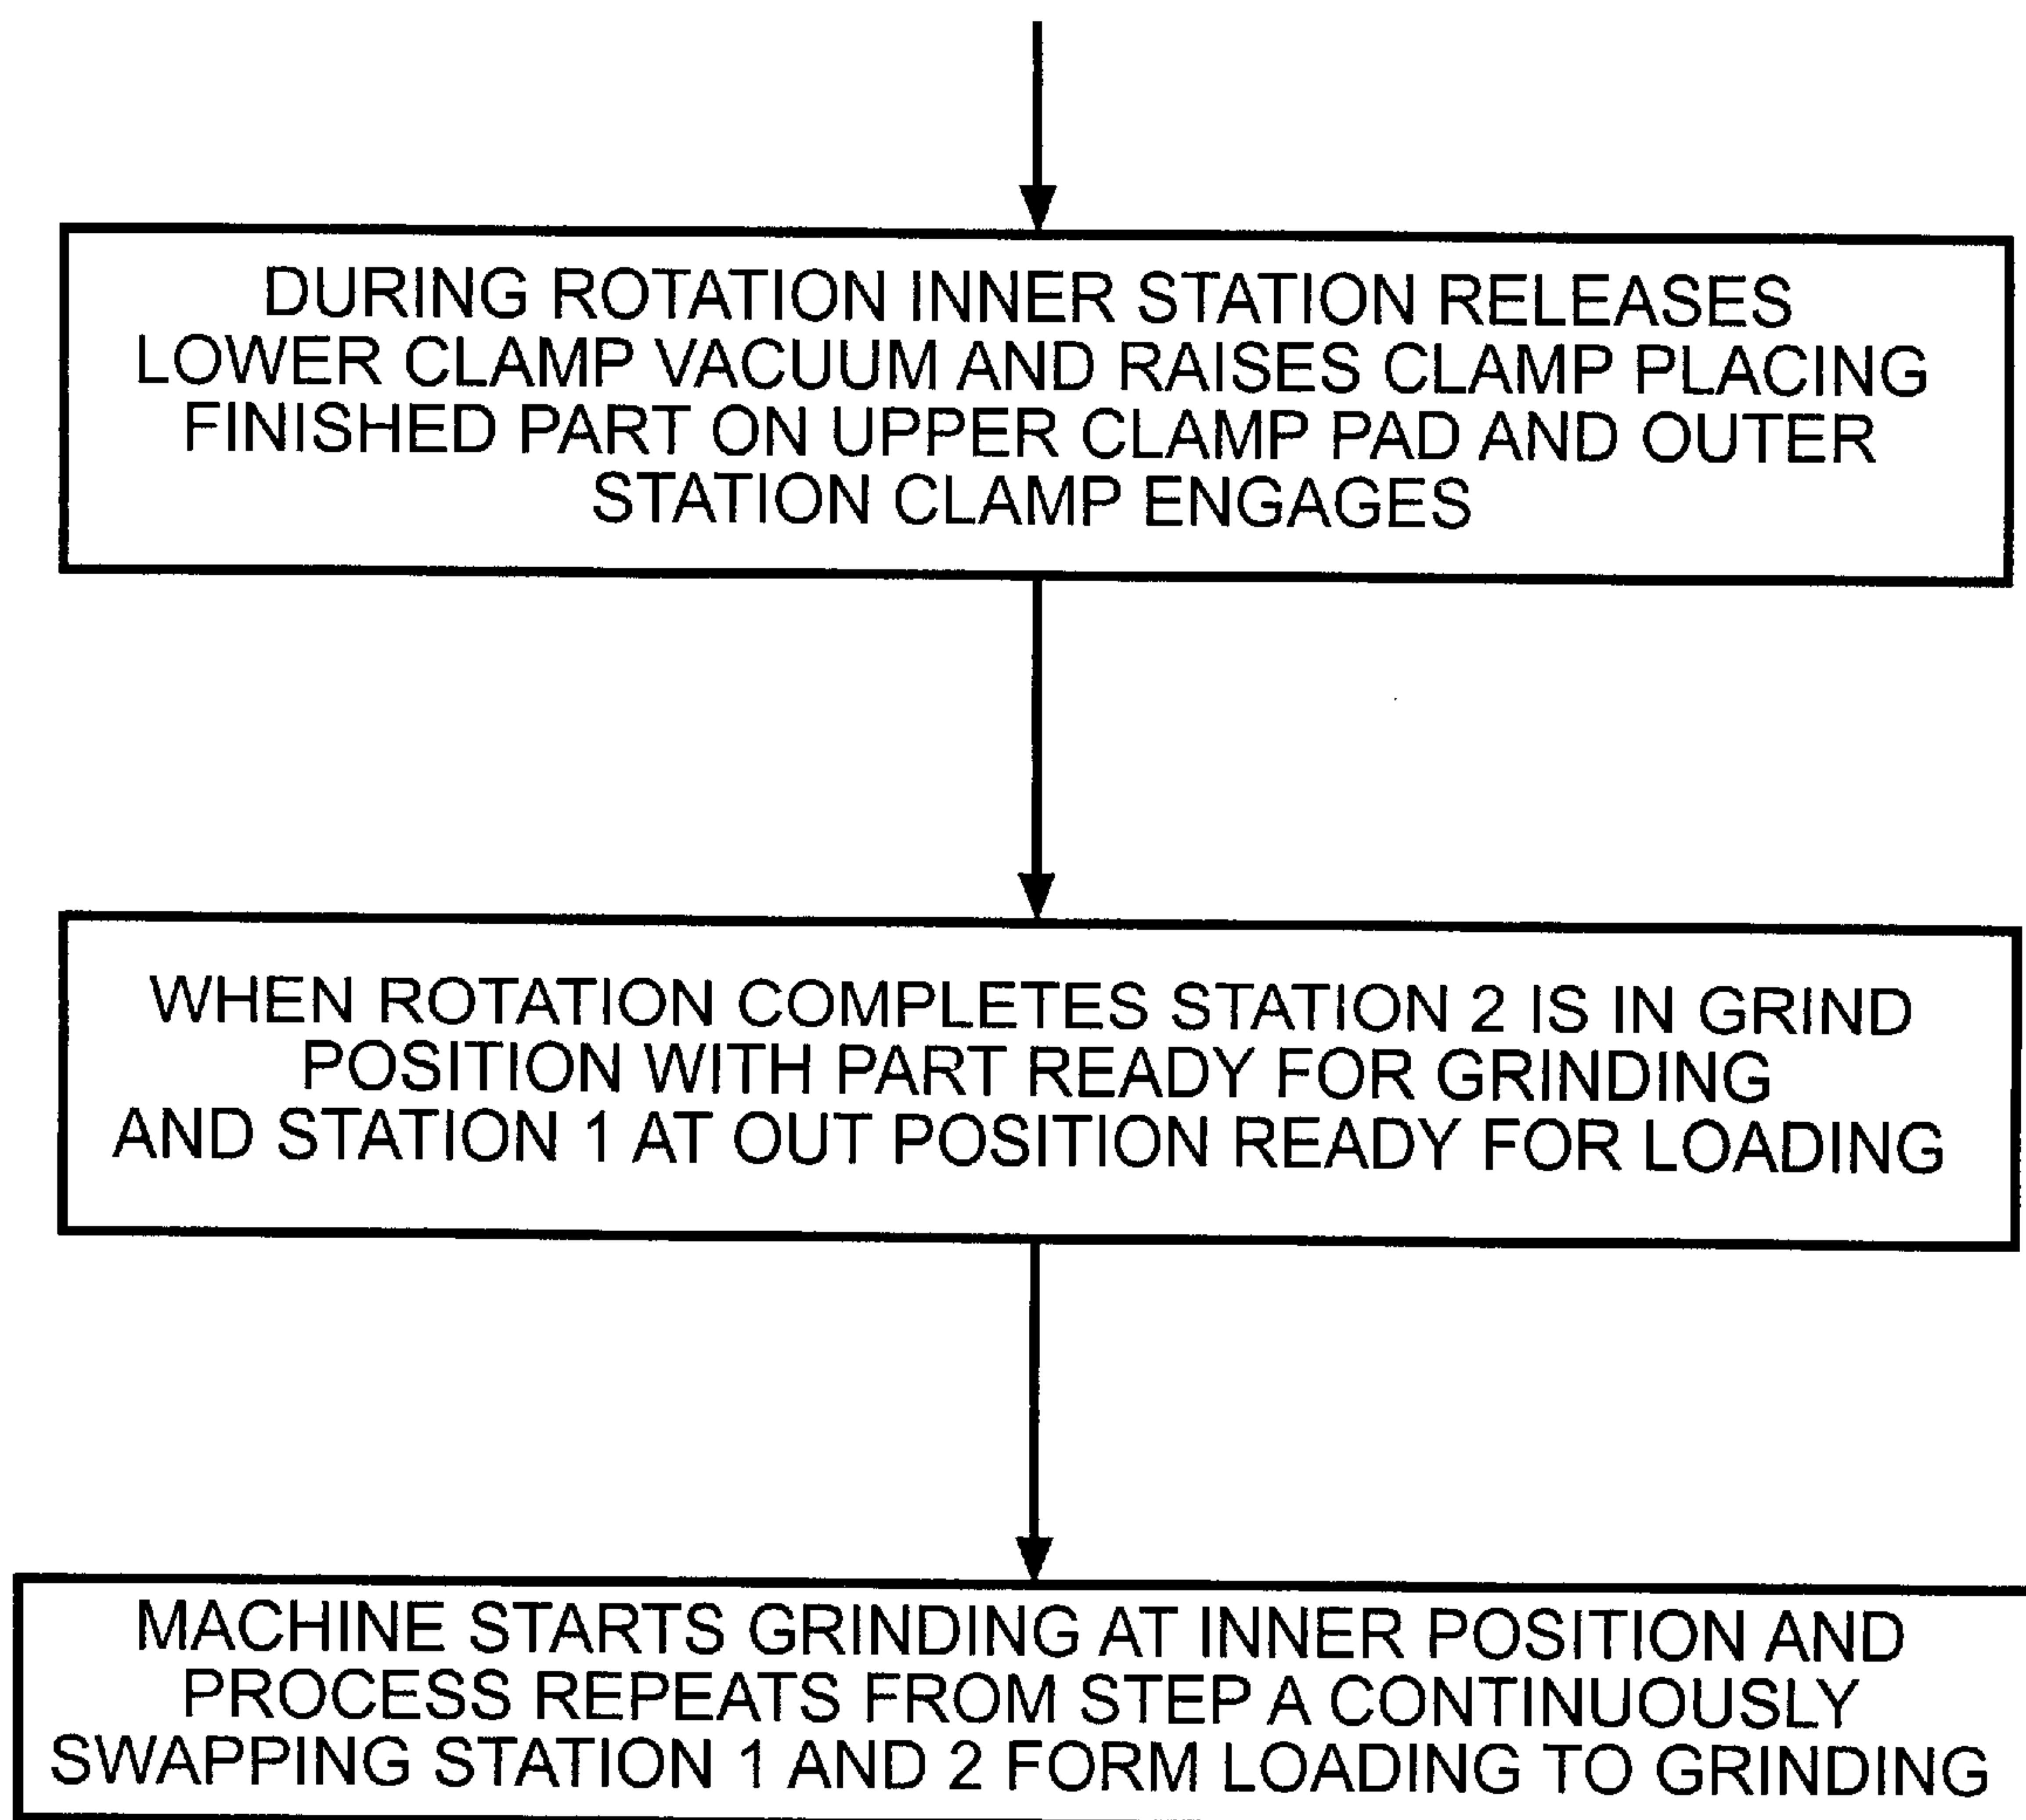 DURING ROTATION INNER STATION RELEASES
LOWER CLAMP VACUUM AND RAISES CLAMP PLACING
FINISHED PART ON UPPER CLAMP PAD AND OUTER
STATION CLAMP ENGAGES
WHEN ROTATION COMPLETES STATION 2 IS IN GRIND
POSITION WITH PART READY FOR GRINDING
AND STATION 1 AT OUT POSITION READY FOR LOADING
MACHINE STARTS GRINDING AT INNER POSITION AND
PROCESS REPEATS FROM STEP A CONTINUOUSLY
SWAPPING STATION 1 AND 2 FORM LOADING TO GRINDING